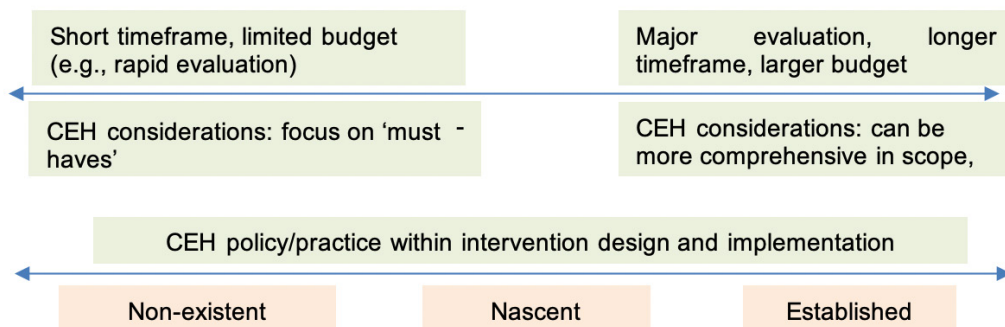 Short timeframe, limited budget
(e.g., rapid evaluation)
Major evaluation, longer
timeframe, larger budget
CEH considerations: focus on ‘must -
haves’
CEH considerations: can be
more comprehensive in scope,
CEH policy/practice within intervention design and implementation
Non-existent
Nascent
Established